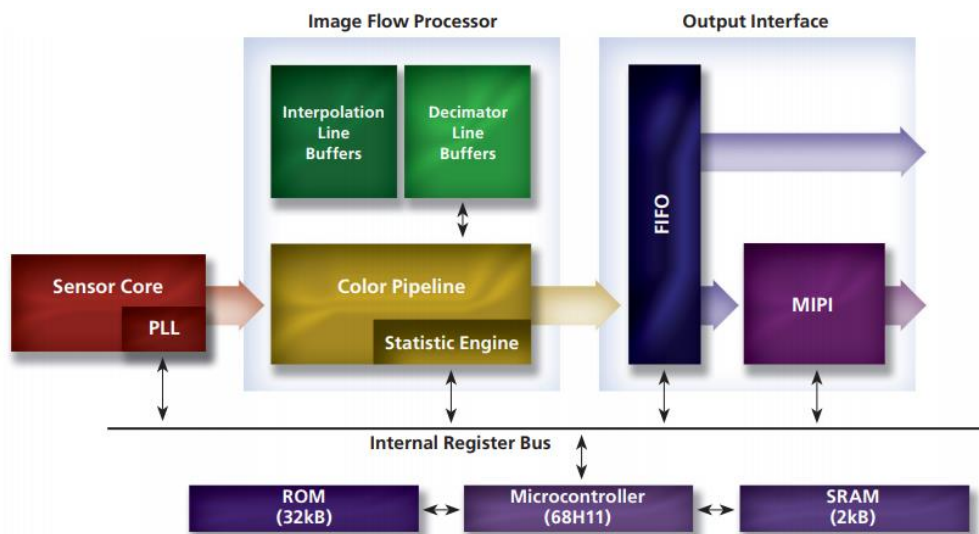 Image Flow Processor
Output Interface
Interpolation
Line
Buffers
Decimator
Line
Buffers
FIFO
Sensor Core
PLL
Color Pipeline
Statistic Engine
MIPI
Internal Register Bus
ROM
(32kB)
Microcontroller
(68H11)
SRAM
(2kB)